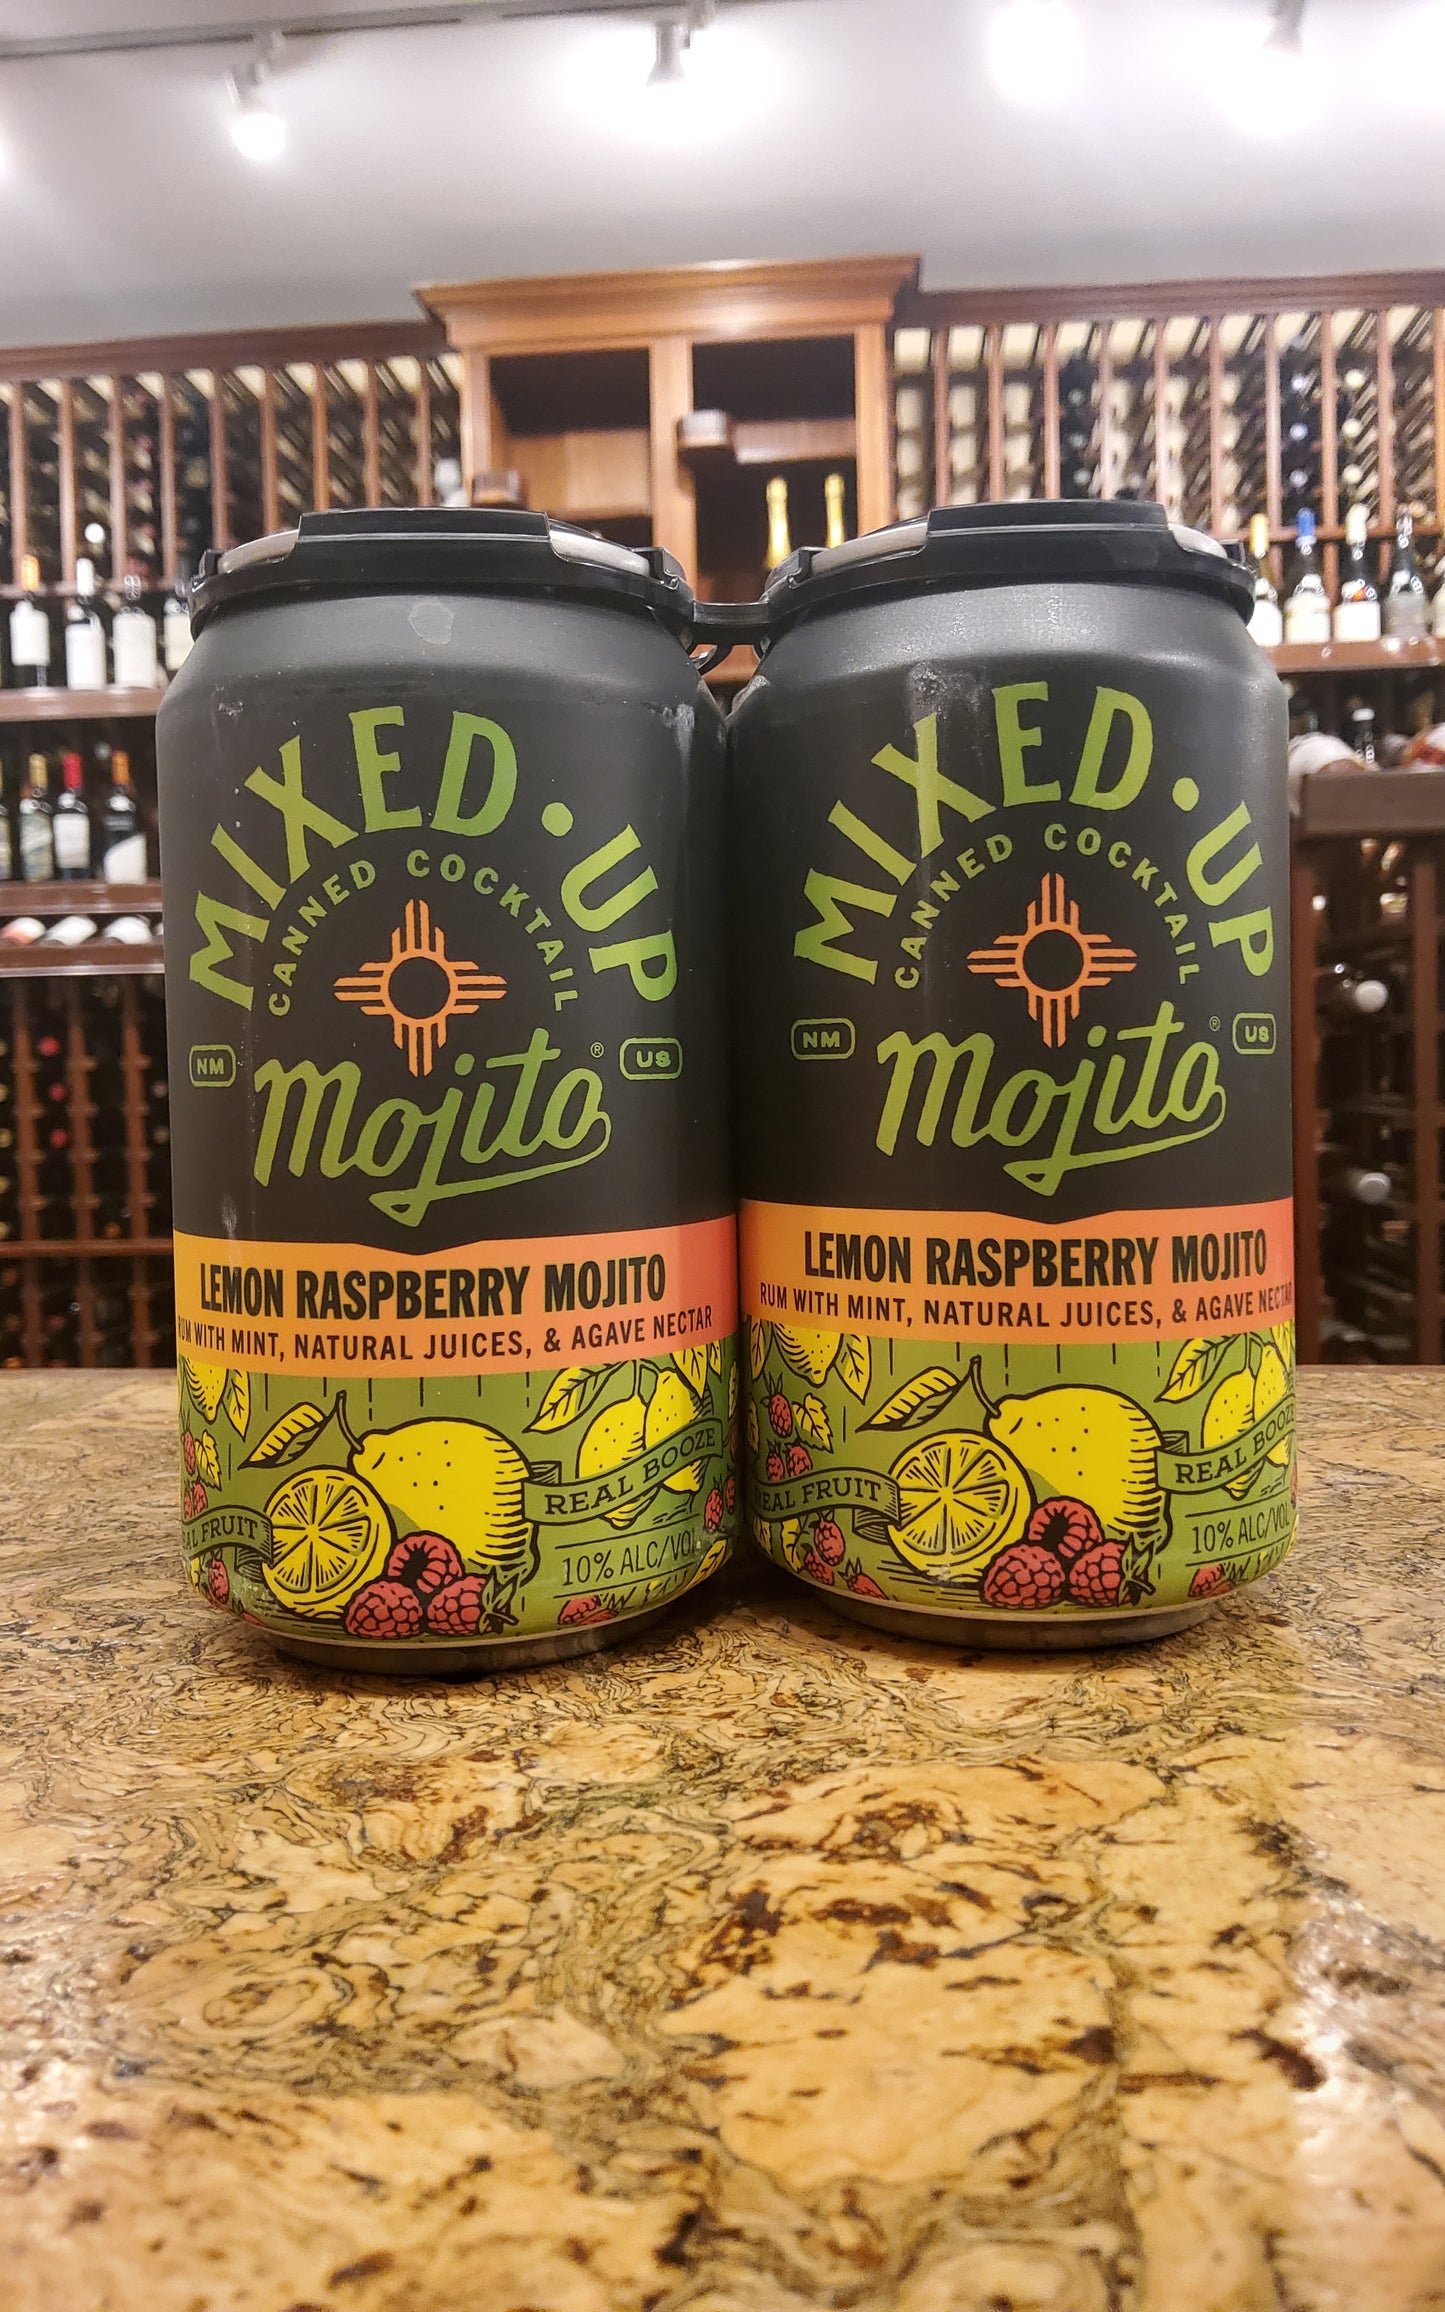 MIXED·UP
CANNED COCKTAIL
NM
US
Mojito®
LEMON RASPBERRY MOJITO
RUM WITH MINT, NATURAL JUICES, & AGAVE NECTAR
REAL BOOZE
FRUIT
10% ALC/VOL
MIXED·UP
CANNED COCKTAIL
NM
US
Mojito®
LEMON RASPBERRY MOJITO
RUM WITH MINT, NATURAL JUICES, & AGAVE NECTAR
REAL BOOZE
REAL FRUIT
10% ALC/VOL